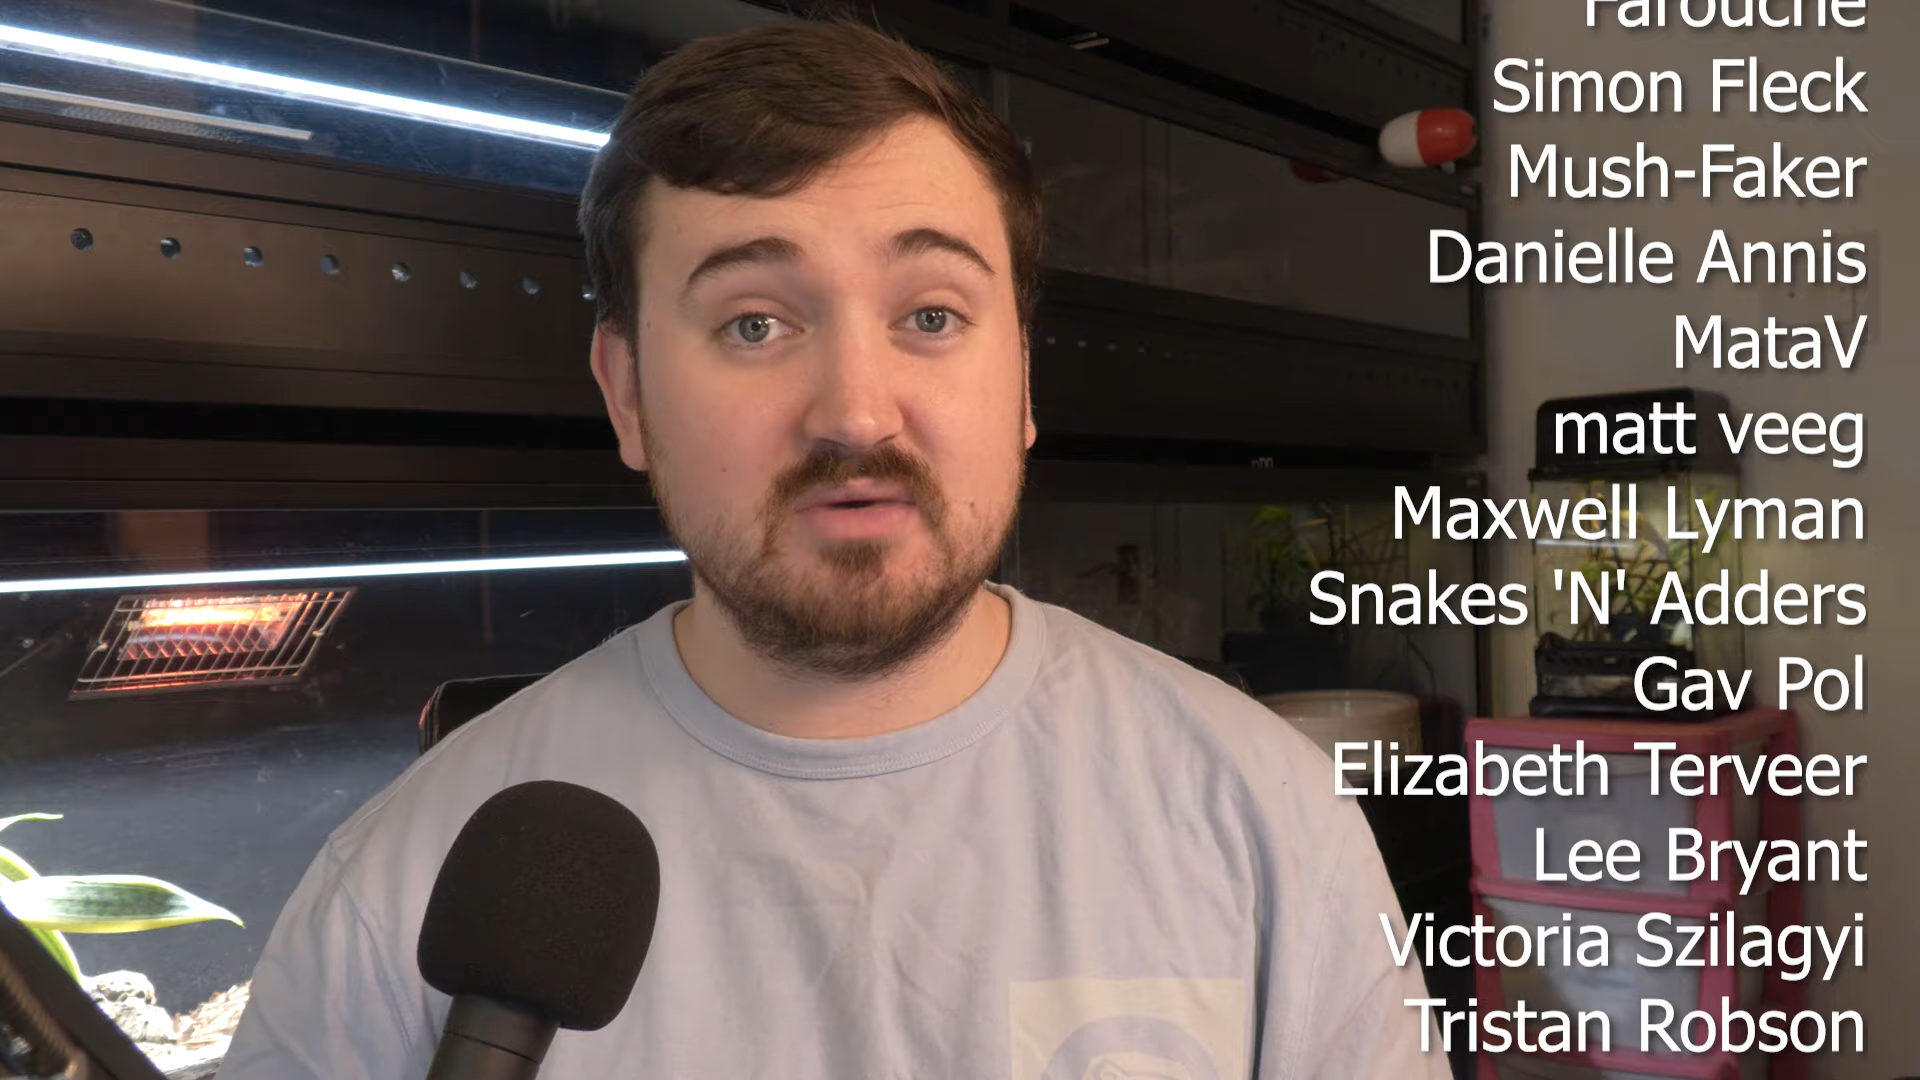 Farouche
Simon Fleck
Mush-Faker
Danielle Annis
MataV
matt veeg
Maxwell Lyman
Snakes 'N' Adders
Gav Pol
Elizabeth Terveer
Lee Bryant
Victoria Szilagyi
Tristan Robson